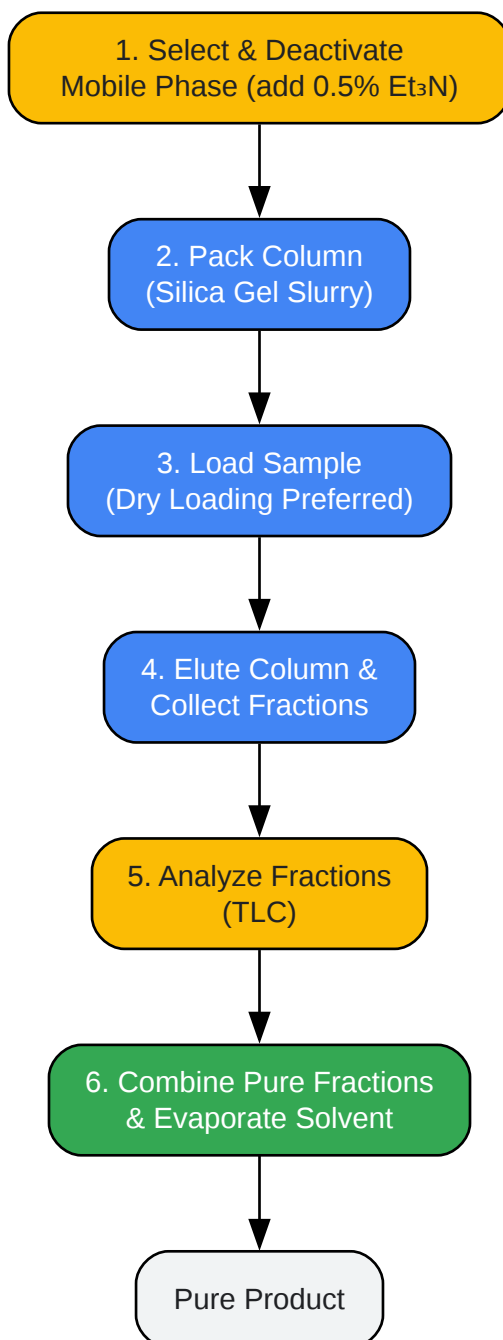 1. Select & Deactivate
Mobile Phase (add 0.5% Et₃N)
2. Pack Column
(Silica Gel Slurry)
3. Load Sample
(Dry Loading Preferred)
4. Elute Column &
Collect Fractions
5. Analyze Fractions
(TLC)
6. Combine Pure Fractions
& Evaporate Solvent
Pure Product